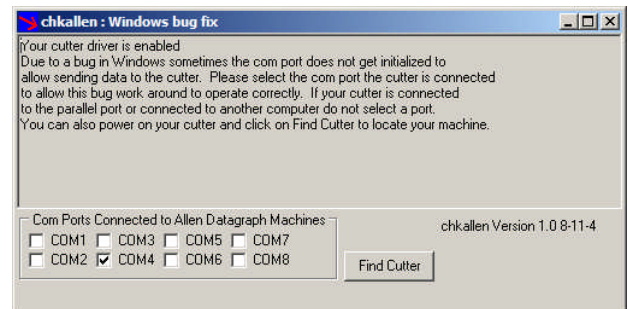 chkallen : Windows bug fix
Your cutter driver is enabled
Due to a bug in Windows sometimes the com port does not get initialized to
allow sending data to the cutter. Please select the com port the cutter is connected
to allow this bug work around to operate correctly. If your cutter is connected
to the parallel port or connected to another computer do not select a port.
You can also power on your cutter and click on Find Cutter to locate your machine.
Com Ports Connected to Allen Datagraph Machines
chkallen Version 1.0 8-11-4
COM1 COM3 COM5 COM7
COM2 COM4 COM6 COM8
Find Cutter